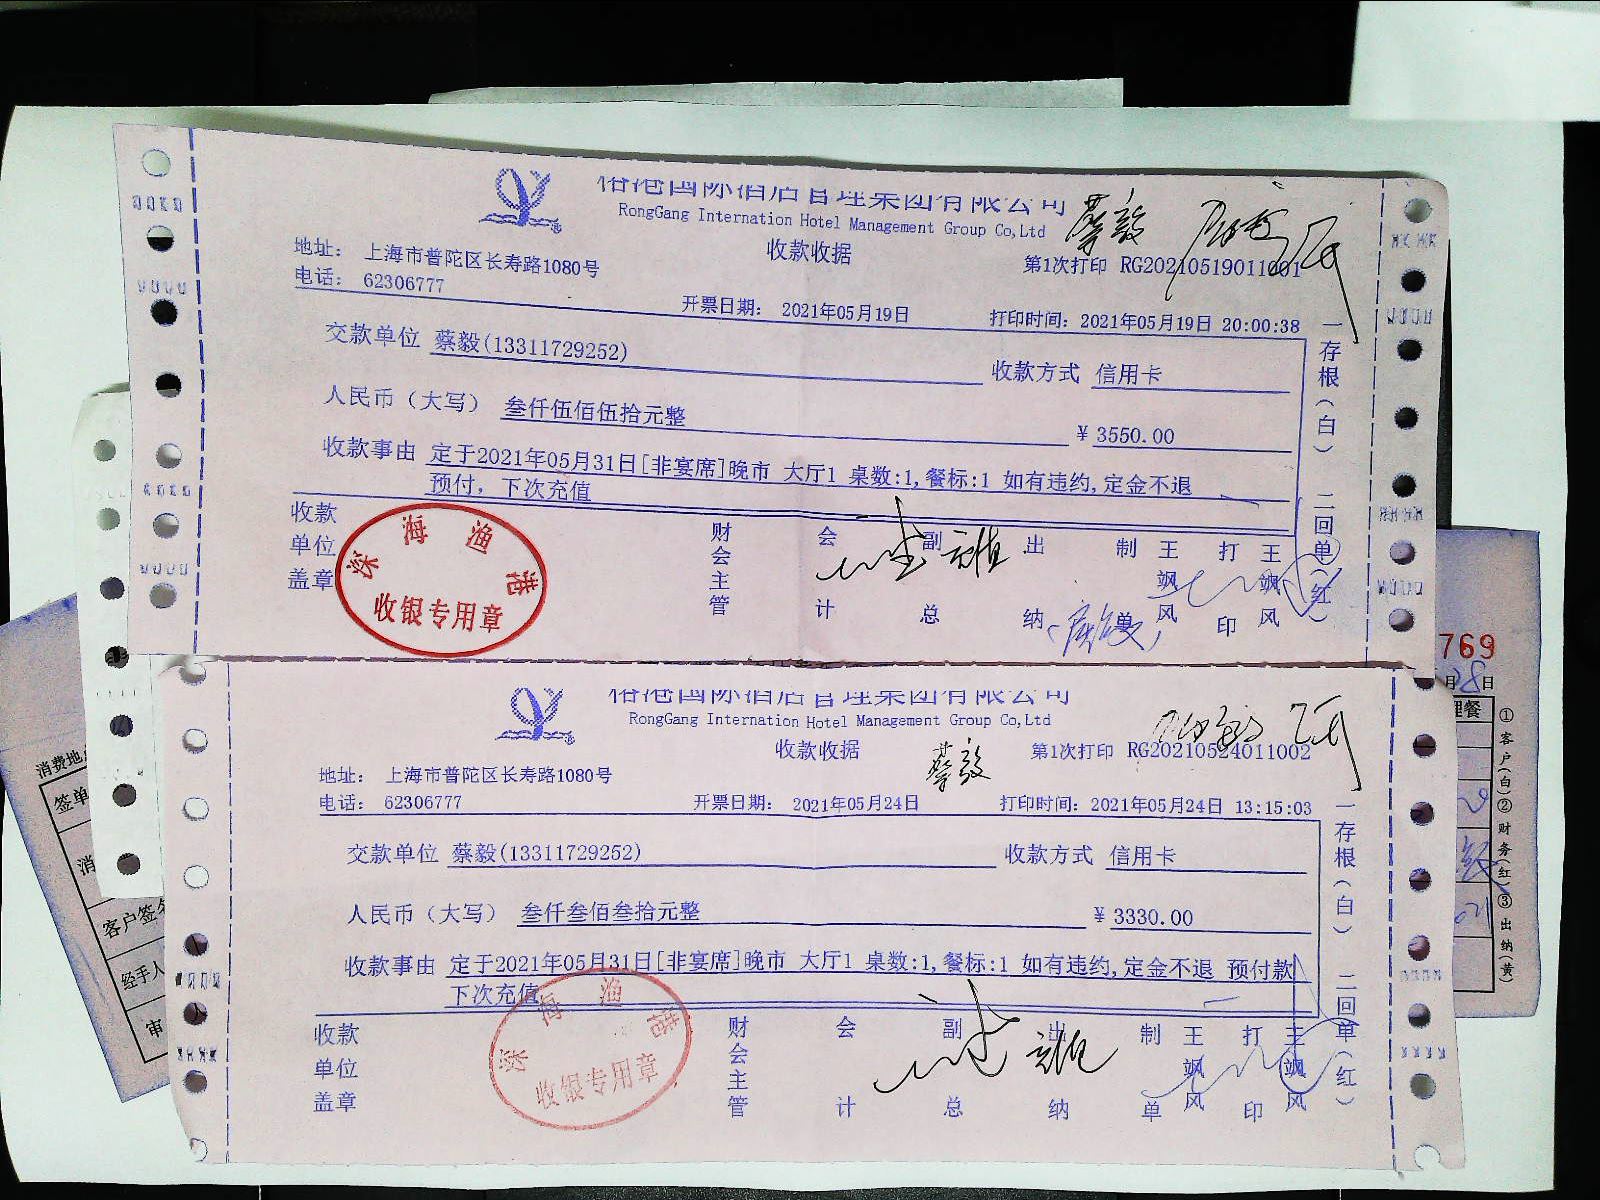 裕港国际酒店管理集团有限公司
RongGang Internation Hotel Management Group Co,Ltd
蔡毅
收款收据
地址： 上海市普陀区长寿路1080号
第1次打印 RG20210519011001
电话： 62306777
开票日期： 2021年05月19日
打印时间：2021年05月19日 20:00:38
交款单位 蔡毅(13311729252)
收款方式 信用卡
人民币（大写） 叁仟伍佰伍拾元整
¥ 3550.00
收款事由 定于2021年05月31日[非宴席]晚市 大厅1 桌数:1,餐标:1 如有违约,定金不退
预付，下次充值
一存根（白） 二回单（红）
收款单位盖章
深海渔港
收银专用章
财会主管
会计
副总
出纳
制单
王飒风
打印
王飒风
裕港国际酒店管理集团有限公司
RongGang Internation Hotel Management Group Co,Ltd
收款收据
蔡毅
第1次打印 RG20210524011002
地址： 上海市普陀区长寿路1080号
电话： 62306777
开票日期： 2021年05月24日
打印时间：2021年05月24日 13:15:03
交款单位 蔡毅(13311729252)
收款方式 信用卡
人民币（大写） 叁仟叁佰叁拾元整
¥ 3330.00
收款事由 定于2021年05月31日[非宴席]晚市 大厅1 桌数:1,餐标:1 如有违约,定金不退 预付款
下次充值
一存根（白） 二回单（红）
收款单位盖章
深海渔港
收银专用章
财会主管
会计
副总
出纳
制单
王飒风
打印
王飒风
消费地
签单
消
客户签名
经手人
审
769
月28日
理餐
①客户(白)②财务(红)③出纳(黄)